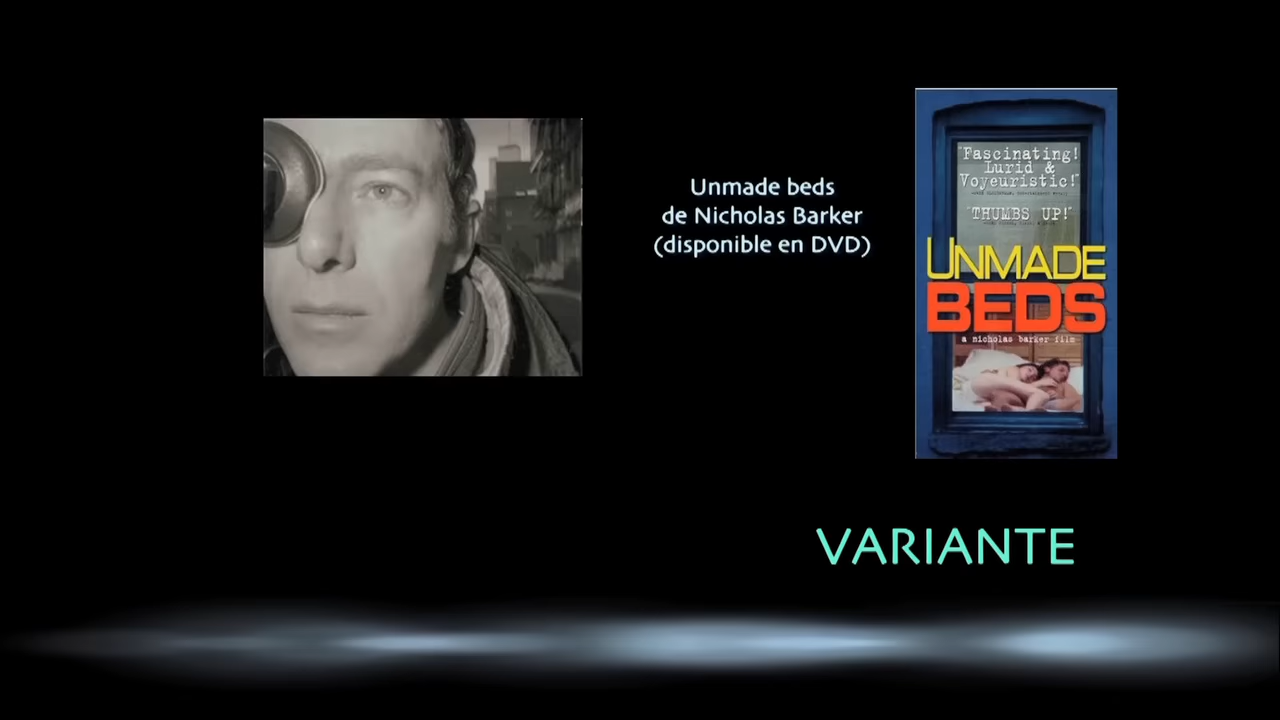 Unmade beds
de Nicholas Barker
(disponible en DVD)
"Fascinating!
Lurid &
Voyeuristic!"
"THUMBS UP!"
UNMADE
BEDS
a nicholas barker film
VARIANTE